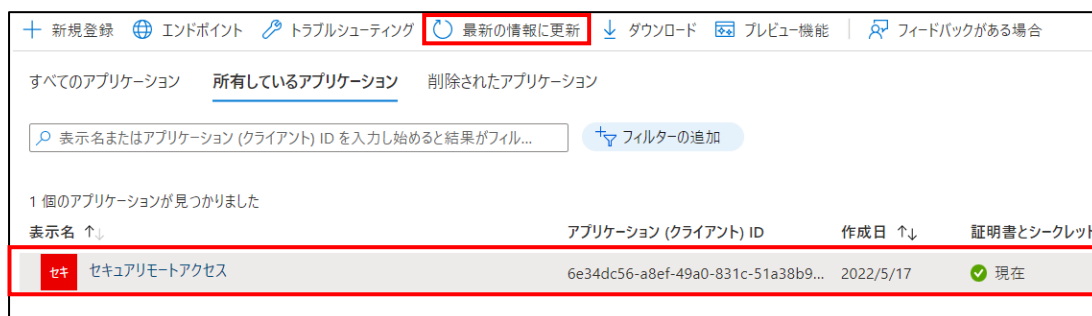 新規登録 エンドポイント トラブルシューティング 最新の情報に更新 ダウンロード プレビュー機能 フィードバックがある場合
すべてのアプリケーション 所有しているアプリケーション 削除されたアプリケーション
表示名またはアプリケーション (クライアント) ID を入力し始めると結果がフィル... フィルターの追加
1 個のアプリケーションが見つかりました
表示名 ↑↓ アプリケーション (クライアント) ID 作成日 ↑↓ 証明書とシークレット
セキ セキュアリモートアクセス 6e34dc56-a8ef-49a0-831c-51a38b9... 2022/5/17 現在